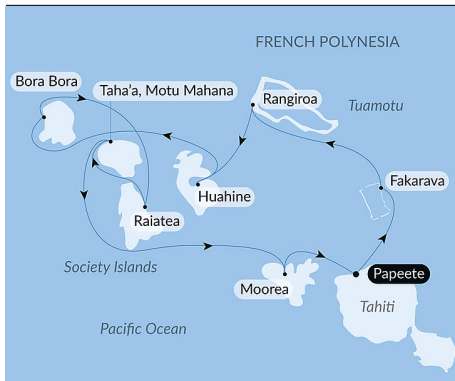 FRENCH POLYNESIA
Bora Bora
Taha'a, Motu Mahana
Rangiroa
Tuamotu
Fakarava
Huahine
Raiatea
Society Islands
Moorea
Papeete
Tahiti
Pacific Ocean